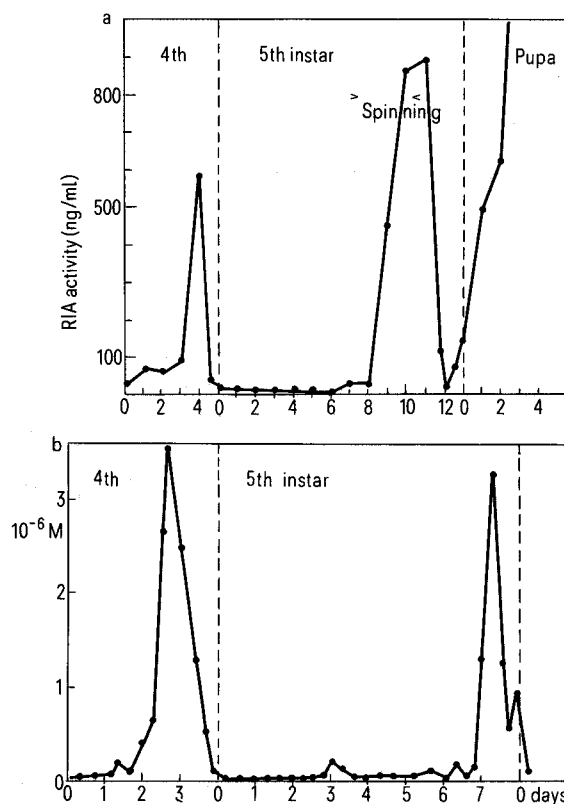 a
4th 5th instar Pupa
800
Spinning
500
RIA activity (ng/ml)
100
0 2 4 0 2 4 6 8 10 12 0 2 4
b
4th 5th instar
3
10⁻⁶ M
2
1
0
0 1 2 3 0 1 2 3 4 5 6 7 0 days